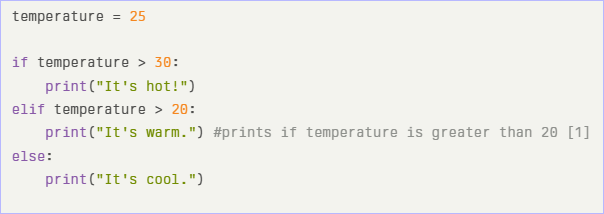 temperature = 25
if temperature > 30:
    print("It's hot!")
elif temperature > 20:
    print("It's warm.") #prints if temperature is greater than 20 [1]
else:
    print("It's cool.")